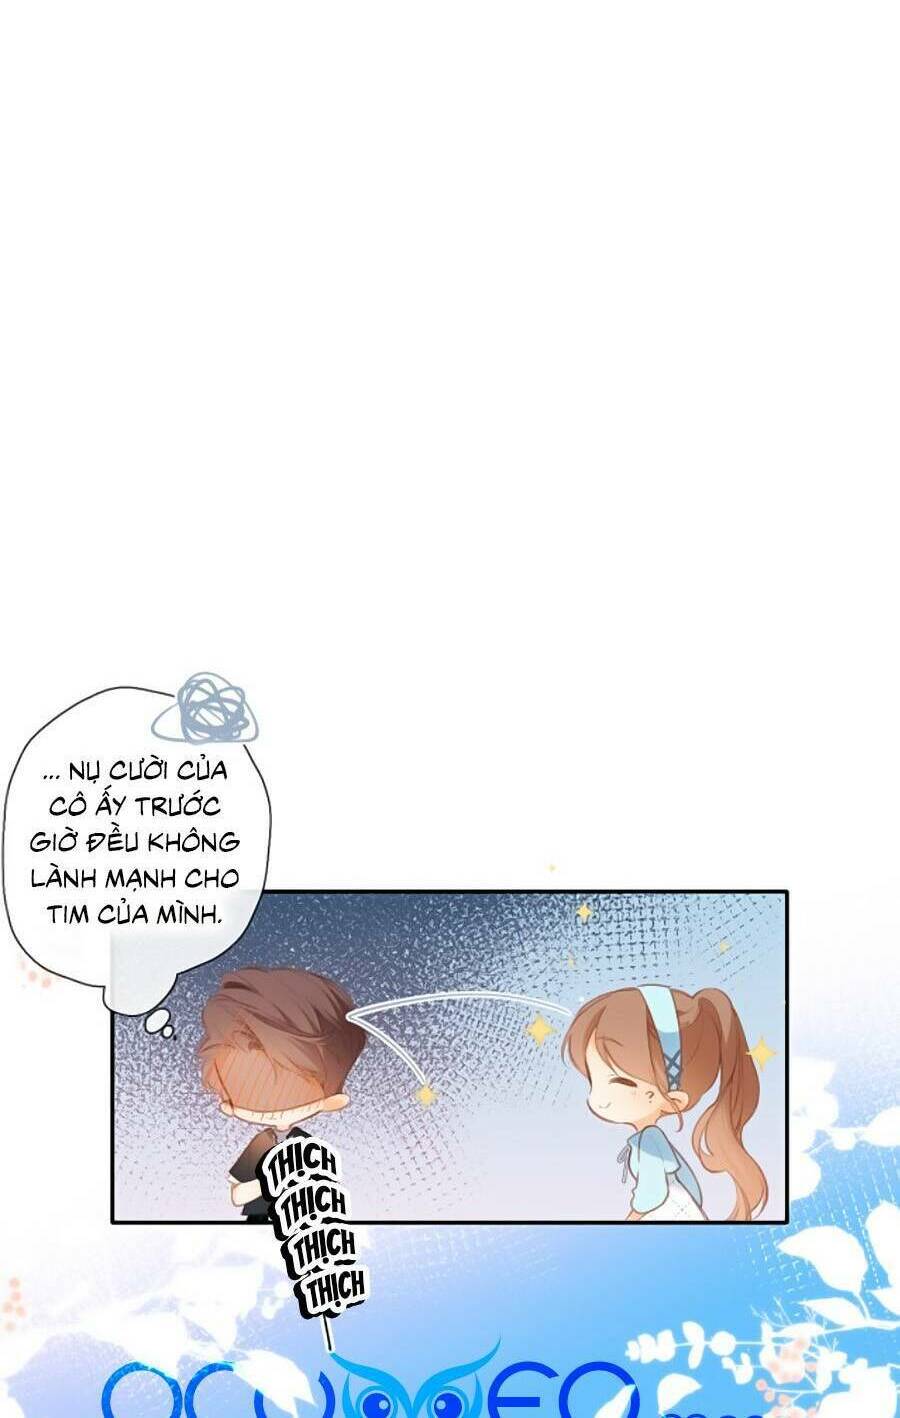 ... NỤ CƯỜI CỦA
CÔ ẤY TRƯỚC
GIỜ ĐỀU KHÔNG
LÀNH MẠNH CHO
TIM CỦA MÌNH.
THỊCH
THỊCH
THỊCH
THỊCH